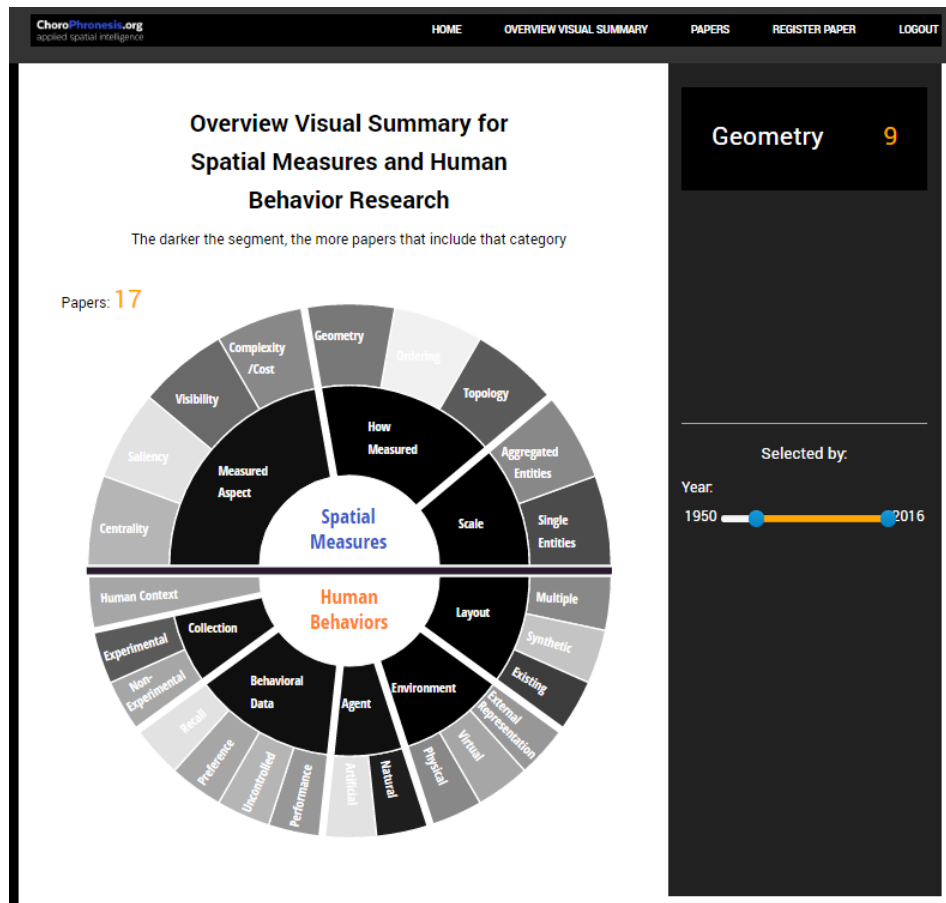 ChoroPhronesis.org
applied spatial intelligence
HOME
OVERVIEW VISUAL SUMMARY
PAPERS
REGISTER PAPER
LOGOUT
Overview Visual Summary for
Spatial Measures and Human
Behavior Research
The darker the segment, the more papers that include that category
Papers: 17
Geometry 9
Selected by:
Year:
1950
2016
Complexity
/Cost
Geometry
Ordering
Topology
Visibility
Saliency
Centrality
How
Measured
Measured
Aspect
Aggregated
Entities
Scale
Single
Entities
Spatial
Measures
Human
Behaviors
Human Context
Collection
Experimental
Non-
Experimental
Behavioral
Data
Recall
Preference
Uncontrolled
Performance
Agent
Artificial
Natural
Environment
Physical
Virtual
External
Representation
Layout
Multiple
Synthetic
Existing